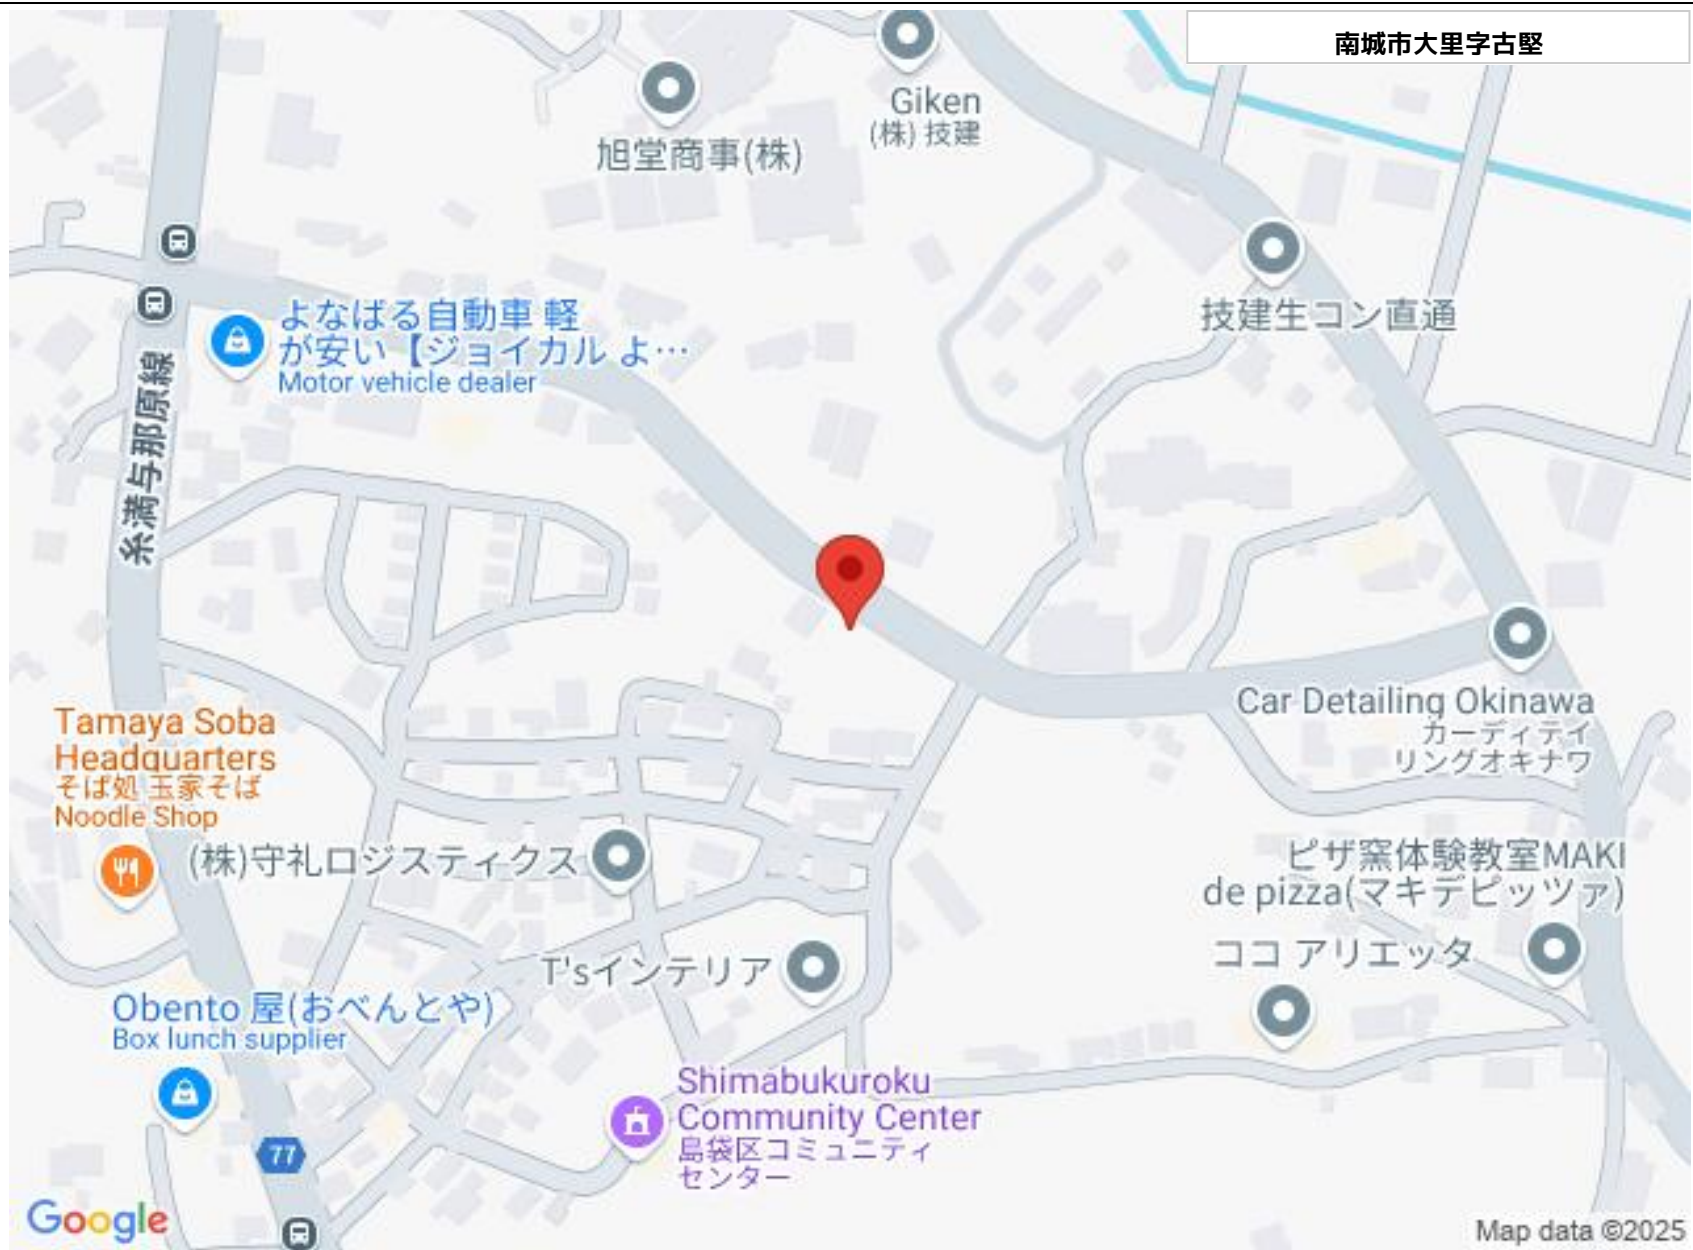 南城市大里字古堅
Giken
(株) 技建
旭堂商事(株)
技建生コン直通
よなばる自動車 軽
が安い【ジョイカル よ…
Motor vehicle dealer
糸満与那原線
Car Detailing Okinawa
カーディテイ
リングオキナワ
Tamaya Soba
Headquarters
そば処 玉家そば
Noodle Shop
(株)守礼ロジスティクス
ピザ窯体験教室MAKI
de pizza(マキデピッツァ)
ココ アリエッタ
T'sインテリア
Obento 屋(おべんとや)
Box lunch supplier
Shimabukuroku
Community Center
島袋区コミュニティ
センター
77
Google
Map data ©2025